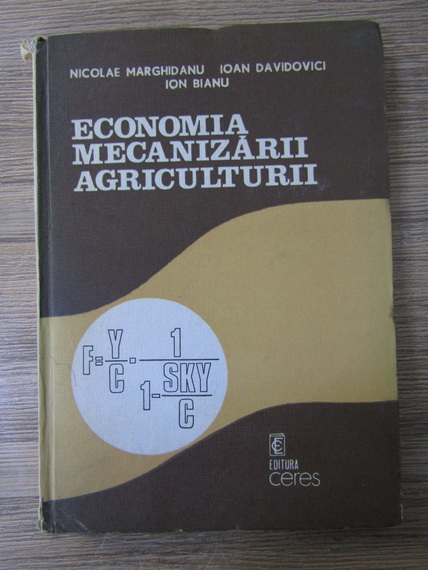 NICOLAE MARGHIDANU IOAN DAVIDOVICI
ION BIANU
ECONOMIA
MECANIZĂRII
AGRICULTURII
F=Y/C·1/(1-SKY/C)
EDITURA
ceres